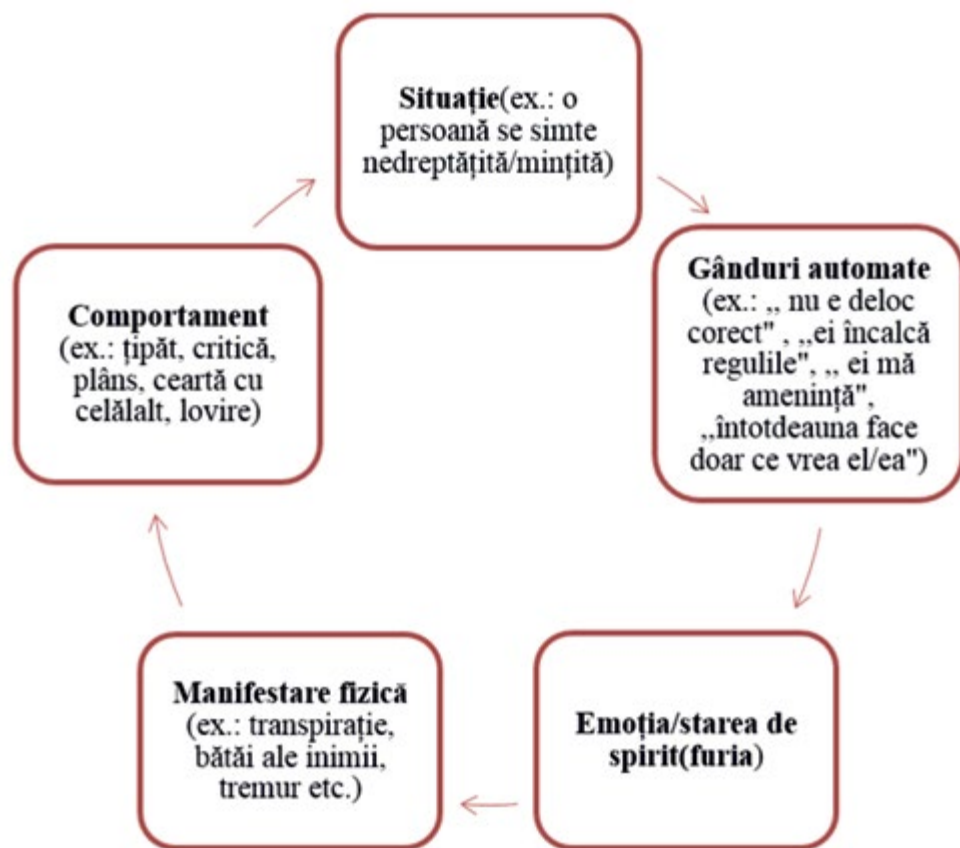 Situație(ex.: o
persoană se simte
nedreptățită/mințită)
Gânduri automate
(ex.: ,, nu e deloc
corect" , ,,ei încalcă
regulile", ,, ei mă
amenință",
,,întotdeauna face
doar ce vrea el/ea")
Emoția/starea de
spirit(furia)
Manifestare fizică
(ex.: transpirație,
bătăi ale inimii,
tremur etc.)
Comportament
(ex.: țipăt, critică,
plâns, ceartă cu
celălalt, lovire)